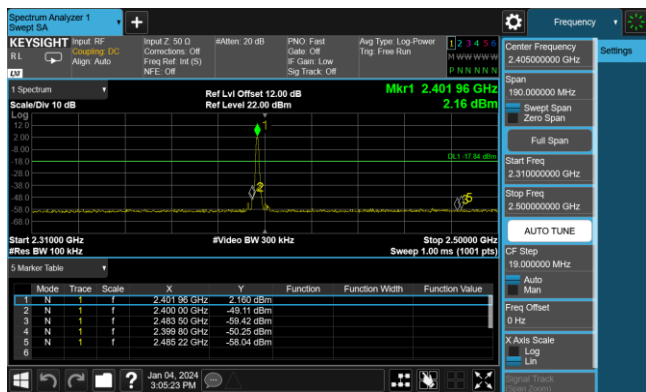 Spectrum Analyzer 1
Swept SA
Frequency
KEYSIGHT
RL
LXI
Input: RF
Coupling: DC
Align: Auto
Input Z: 50 Ω
Corrections: Off
Freq Ref: Int (S)
NFE: Off
#Atten: 20 dB
PNO: Fast
Gate: Off
IF Gain: Low
Sig Track: Off
Avg Type: Log-Power
Trig: Free Run
1 2 3 4 5 6
M W W W W W
P N N N N N
1 Spectrum
Scale/Div 10 dB
Log
Ref Lvl Offset 12.00 dB
Ref Level 22.00 dBm
Mkr1 2.401 96 GHz
2.16 dBm
12.0
2.00
-8.00
-18.0
-28.0
-38.0
-48.0
-58.0
-68.0
1
DL1 -17.84 dBm
2
5
Start 2.31000 GHz
#Res BW 100 kHz
#Video BW 300 kHz
Stop 2.50000 GHz
Sweep 1.00 ms (1001 pts)
5 Marker Table
Mode Trace Scale X Y Function Function Width Function Value
1 N 1 f 2.401 96 GHz 2.160 dBm
2 N 1 f 2.400 00 GHz -49.11 dBm
3 N 1 f 2.483 50 GHz -59.42 dBm
4 N 1 f 2.399 80 GHz -50.25 dBm
5 N 1 f 2.485 22 GHz -58.04 dBm
6
Jan 04, 2024
3:05:23 PM
Center Frequency
2.405000000 GHz
Settings
Span
190.000000 MHz
Swept Span
Zero Span
Full Span
Start Freq
2.310000000 GHz
Stop Freq
2.500000000 GHz
AUTO TUNE
CF Step
19.000000 MHz
Auto
Man
Freq Offset
0 Hz
X Axis Scale
Log
Lin
Signal Track
(Span Zoom)